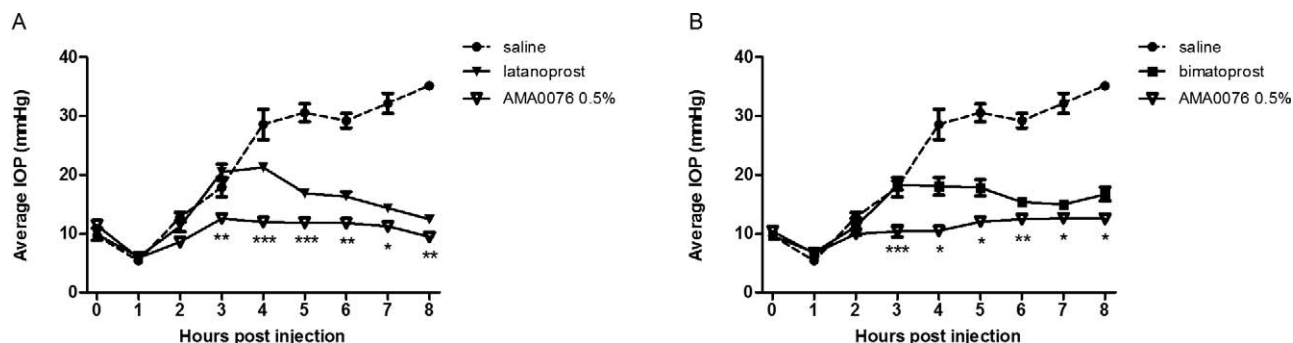 A
saline
latanoprost
AMA0076 0.5%
Average IOP (mmHg)
40
30
20
10
0
** *** *** ** * **
0 1 2 3 4 5 6 7 8
Hours post injection
B
saline
bimatoprost
AMA0076 0.5%
Average IOP (mmHg)
40
30
20
10
0
*** * * ** * *
0 1 2 3 4 5 6 7 8
Hours post injection